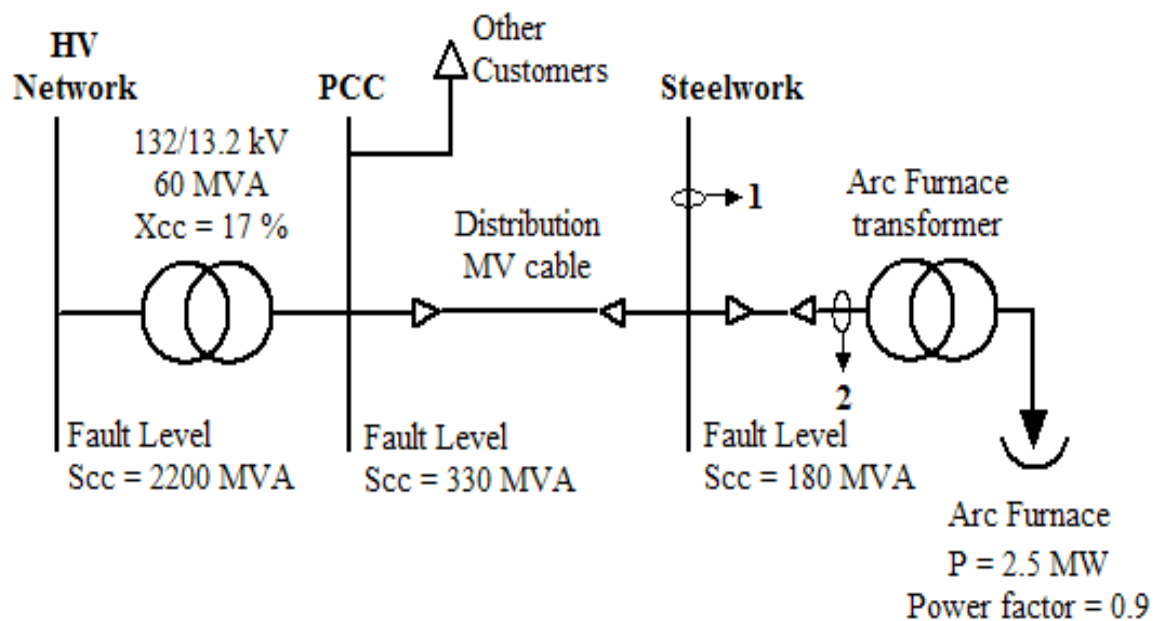 HV
Network
132/13.2 kV
60 MVA
Xcc = 17 %
Fault Level
Scc = 2200 MVA
PCC
Other
Customers
Distribution
MV cable
Fault Level
Scc = 330 MVA
Steelwork
1
Arc Furnace
transformer
2
Fault Level
Scc = 180 MVA
Arc Furnace
P = 2.5 MW
Power factor = 0.9